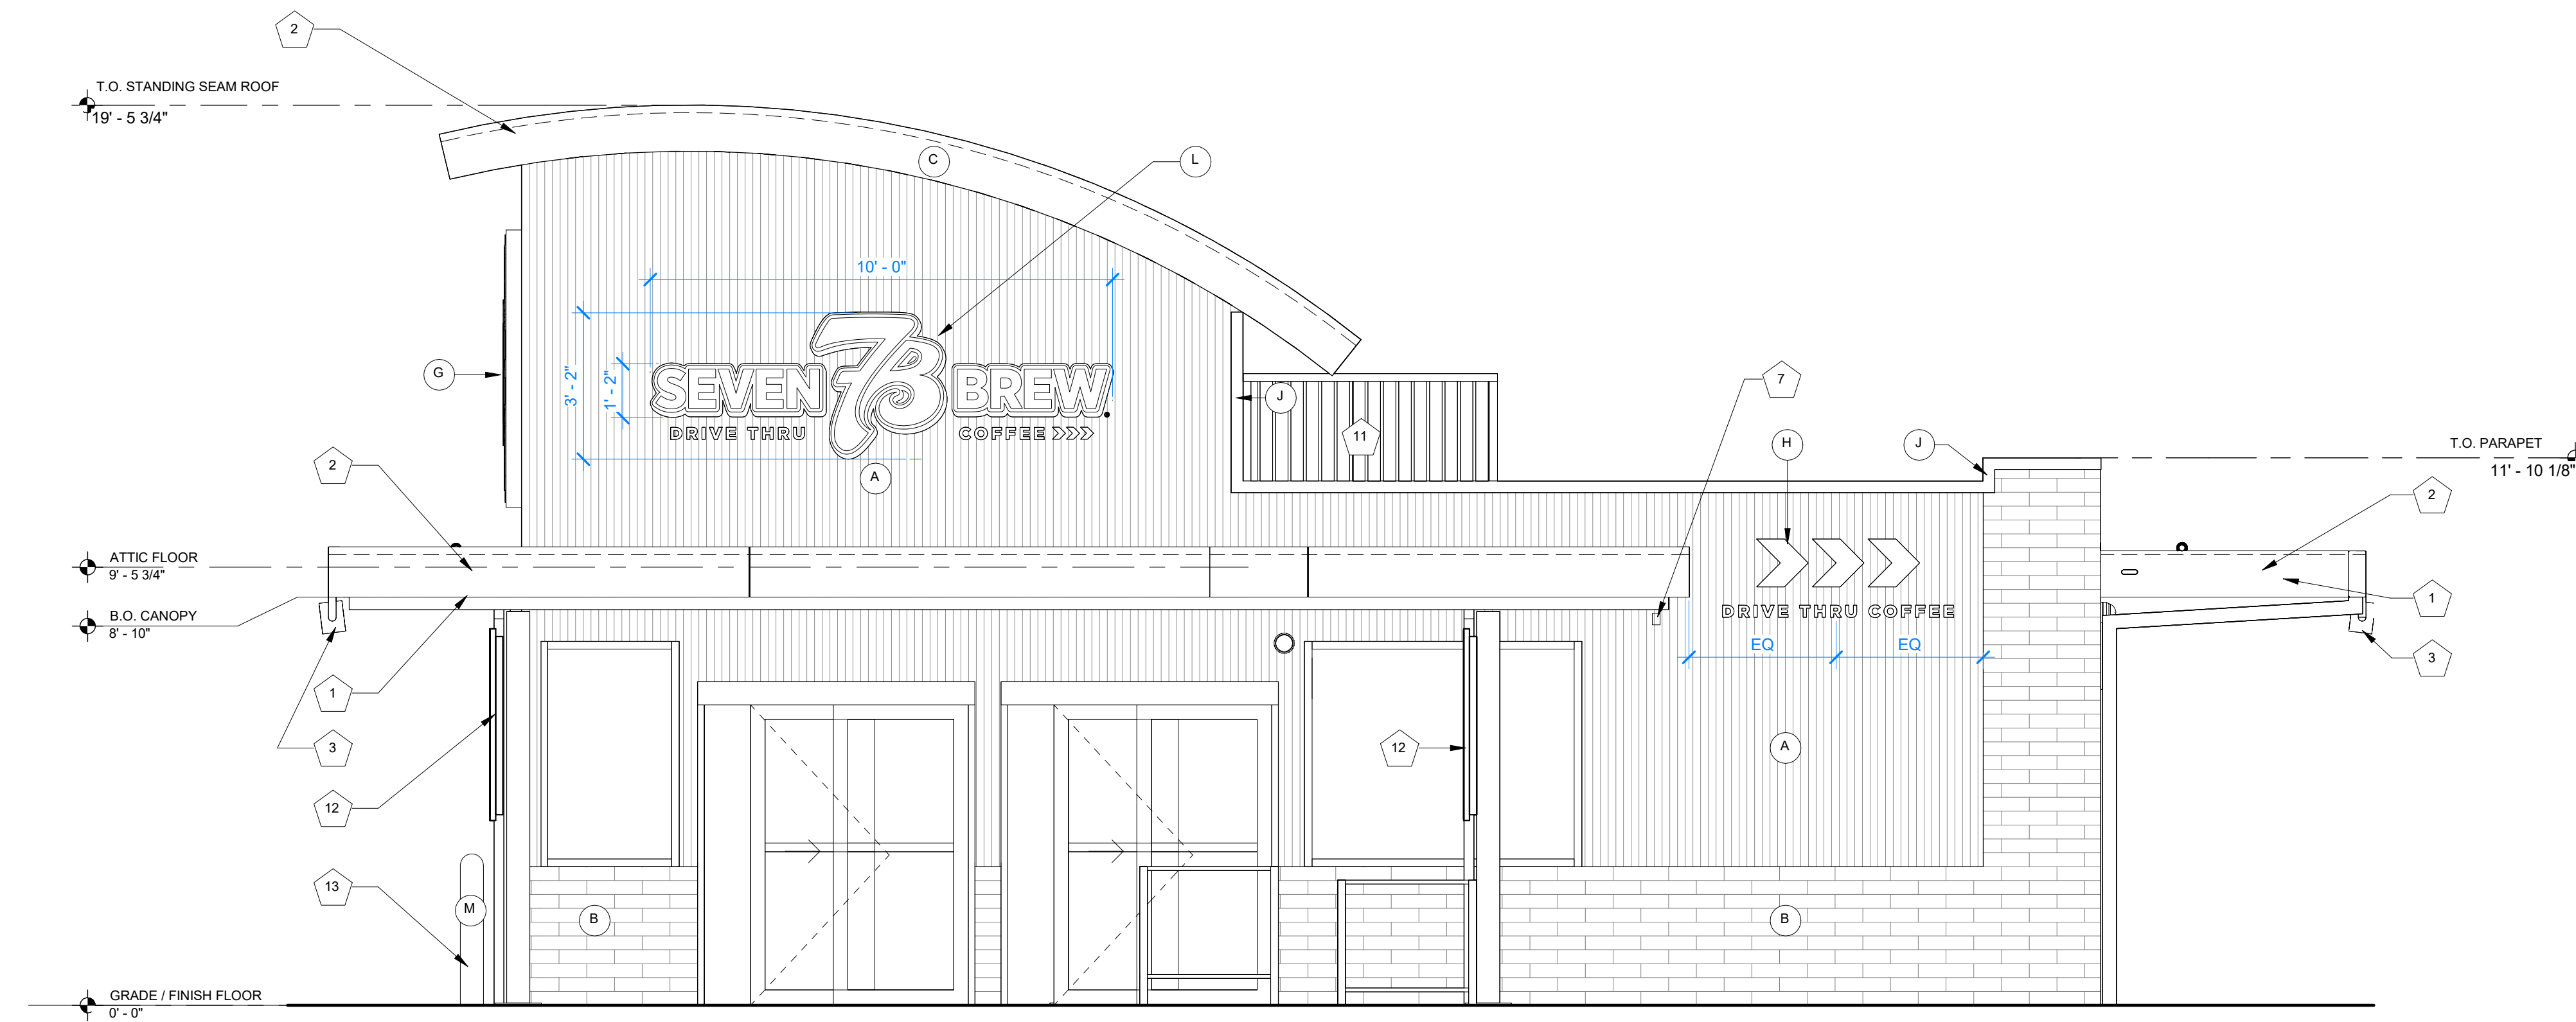 2
T.O. STANDING SEAM ROOF
19' - 5 3/4"
C
L
10' - 0"
G
3' - 2"
1' - 2"
SEVEN 7B BREW
DRIVE THRU COFFEE
A
J
11
7
H
J
T.O. PARAPET
11' - 10 1/8"
2
2
ATTIC FLOOR
9' - 5 3/4"
B.O. CANOPY
8' - 10"
DRIVE THRU COFFEE
EQ EQ
1
3
1
3
12
12
A
13
M
B
B
GRADE / FINISH FLOOR
0' - 0"